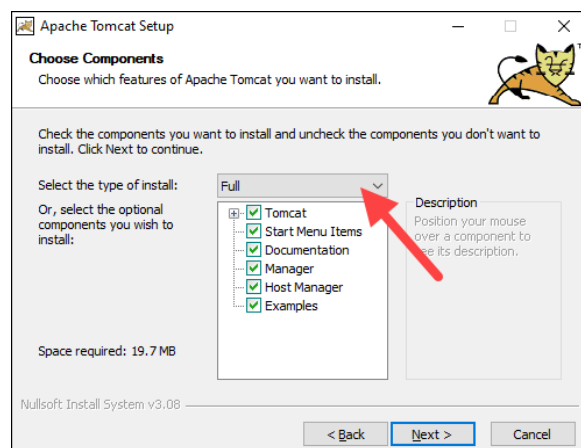 Apache Tomcat Setup
Choose Components
Choose which features of Apache Tomcat you want to install.
Check the components you want to install and uncheck the components you don't want to
install. Click Next to continue.
Select the type of install:
Full
Or, select the optional
components you wish to
install:
Tomcat
Start Menu Items
Documentation
Manager
Host Manager
Examples
Description
Position your mouse
over a component to
see its description.
Space required: 19.7 MB
Nullsoft Install System v3.08
< Back
Next >
Cancel